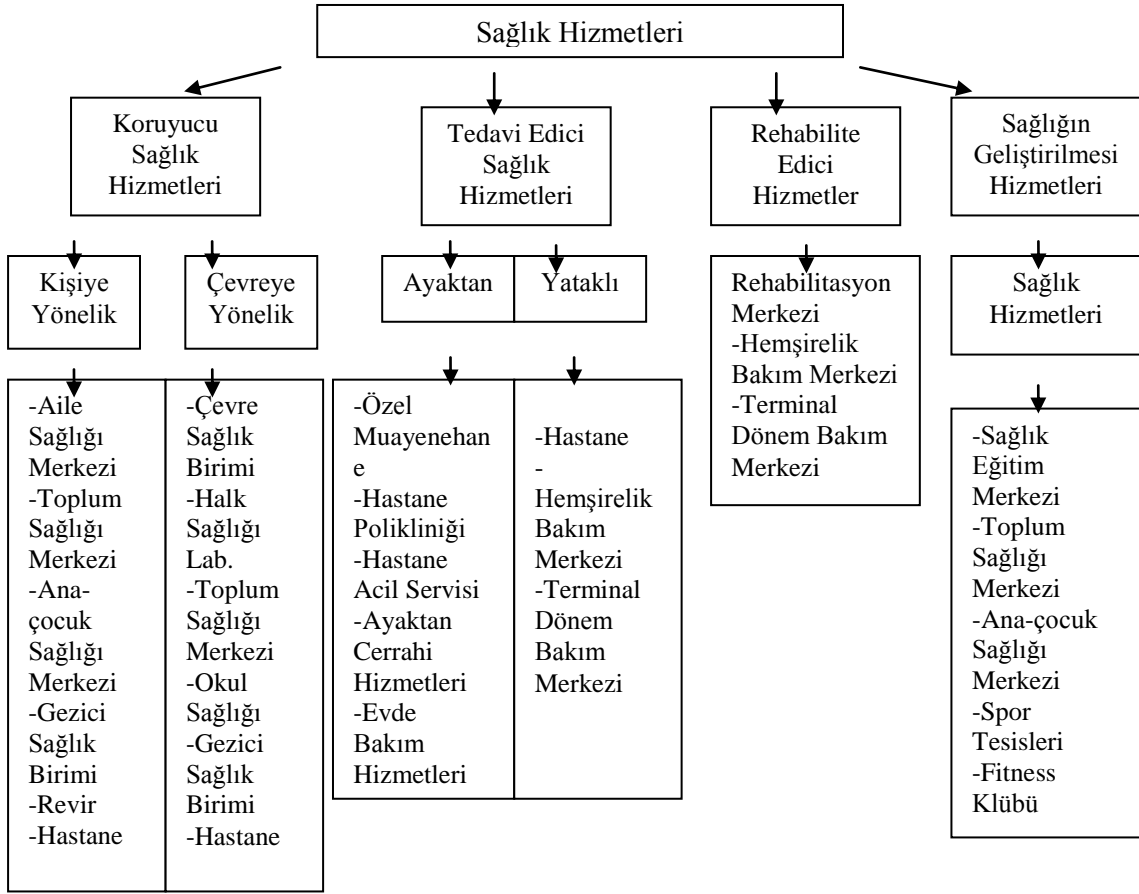 Sağlık Hizmetleri
Koruyucu
Sağlık
Hizmetleri
Tedavi Edici
Sağlık
Hizmetleri
Rehabilite
Edici
Hizmetler
Sağlığın
Geliştirilmesi
Hizmetleri
Kişiye
Yönelik
Çevreye
Yönelik
Ayaktan
Yataklı
Rehabilitasyon
Merkezi
-Hemşirelik
Bakım Merkezi
-Terminal
Dönem Bakım
Merkezi
Sağlık
Hizmetleri
-Aile
Sağlığı
Merkezi
-Toplum
Sağlığı
Merkezi
-Ana-
çocuk
Sağlığı
Merkezi
-Gezici
Sağlık
Birimi
-Revir
-Hastane
-Çevre
Sağlık
Birimi
-Halk
Sağlığı
Lab.
-Toplum
Sağlığı
Merkezi
-Okul
Sağlığı
-Gezici
Sağlık
Birimi
-Hastane
-Özel
Muayenehan
e
-Hastane
Polikliniği
-Hastane
Acil Servisi
-Ayaktan
Cerrahi
Hizmetleri
-Evde
Bakım
Hizmetleri
-Hastane
-
Hemşirelik
Bakım
Merkezi
-Terminal
Dönem
Bakım
Merkezi
-Sağlık
Eğitim
Merkezi
-Toplum
Sağlığı
Merkezi
-Ana-çocuk
Sağlığı
Merkezi
-Spor
Tesisleri
-Fitness
Klübü